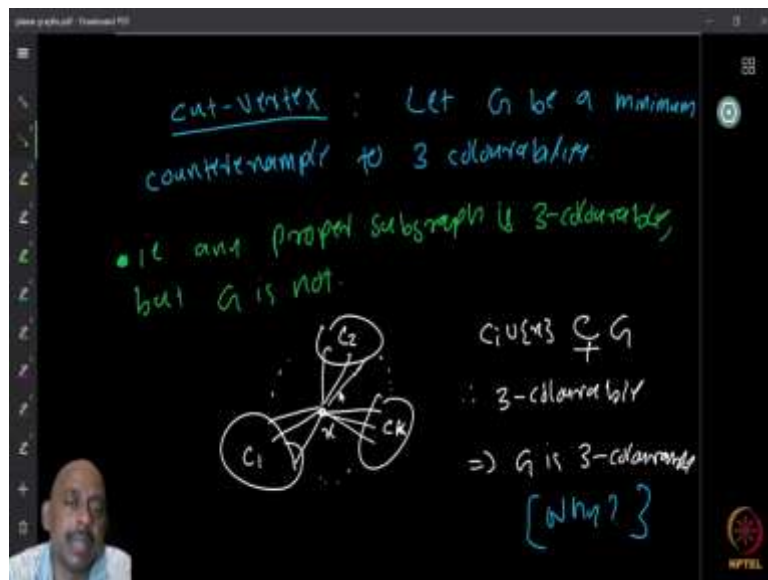 cut-vertex : Let G be a minimum
counterexample to 3 colourability.
• ie any proper subgraph is 3-colourable,
but G is not.
C2
Ci∪{x} ⊊ G
∴ 3-colourable
x
C1
Ck
=> G is 3-colourable
[Why?]
NPTEL